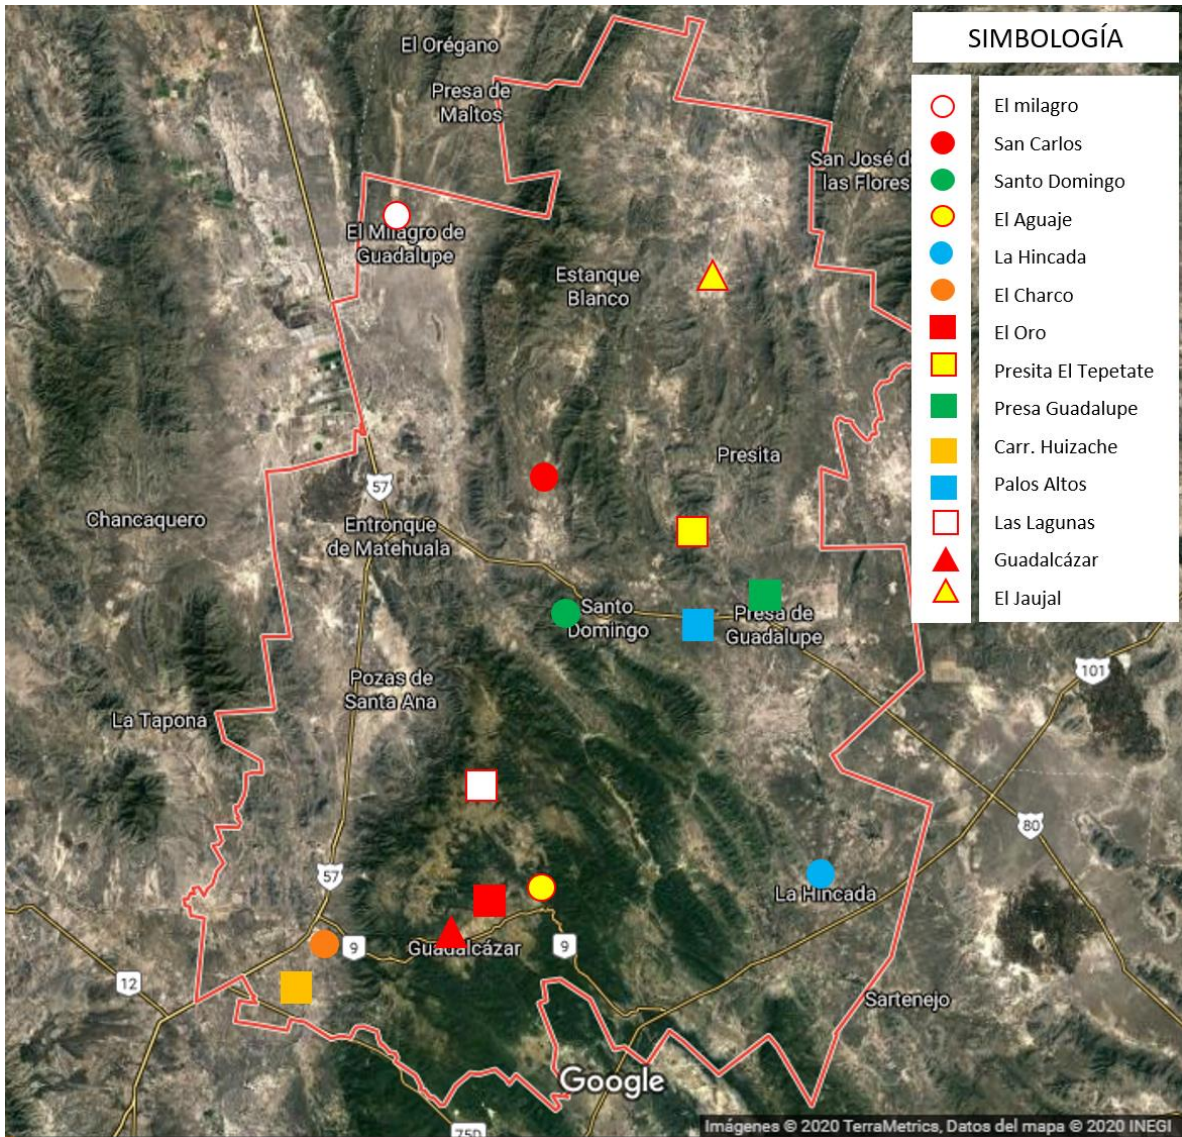 SIMBOLOGÍA
El milagro
San Carlos
Santo Domingo
El Aguaje
La Hincada
El Charco
El Oro
Presita El Tepetate
Presa Guadalupe
Carr. Huizache
Palos Altos
Las Lagunas
Guadalcázar
El Jaujal
El Orégano
Presa de
Maltos
San José d
las Flores
El Milagro de
Guadalupe
Estanque
Blanco
Presita
57
Chancaquero
Entronque
de Matehuala
Santo
Domingo
Presa de
Guadalupe
101
Pozas de
Santa Ana
La Tapona
80
57
La Hincada
9
Guadalcázar
9
12
Sartenejo
Google
75D
Imágenes © 2020 TerraMetrics, Datos del mapa © 2020 INEGI